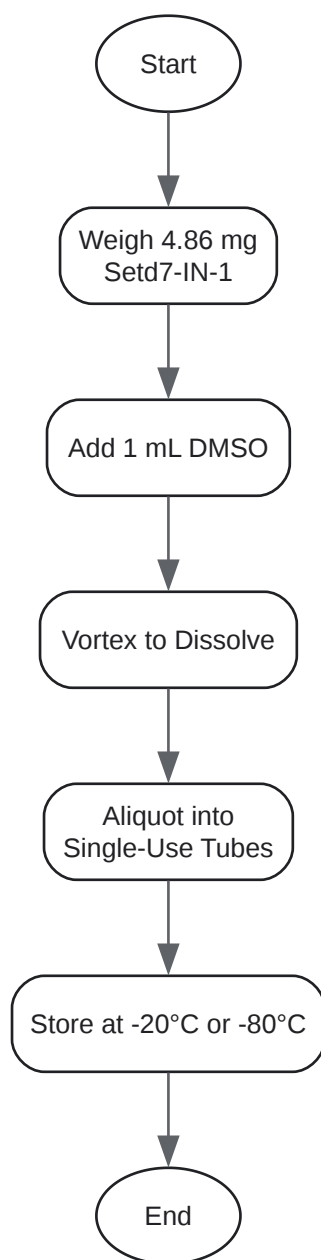 Start
Weigh 4.86 mg
Setd7-IN-1
Add 1 mL DMSO
Vortex to Dissolve
Aliquot into
Single-Use Tubes
Store at -20°C or -80°C
End